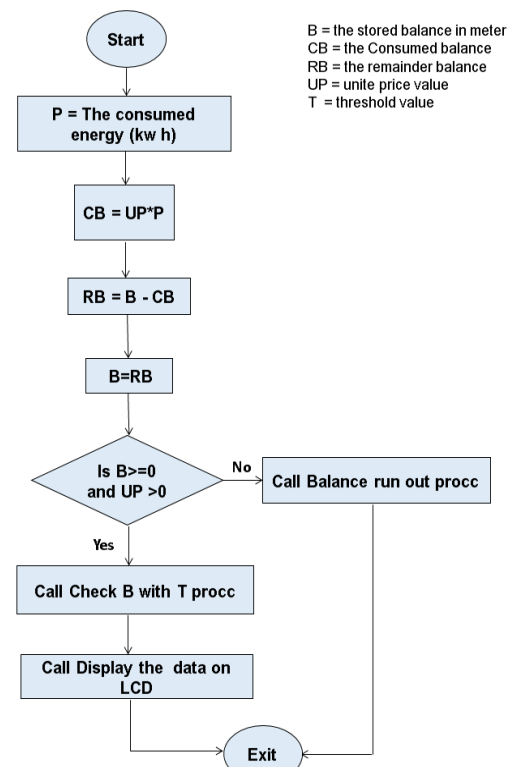 Start
B = the stored balance in meter
CB = the Consumed balance
RB = the remainder balance
UP = unite price value
T = threshold value
P = The consumed
energy (kw h)
CB = UP*P
RB = B - CB
B=RB
Is B>=0
and UP >0
No
Call Balance run out procc
Yes
Call Check B with T procc
Call Display the data on
LCD
Exit